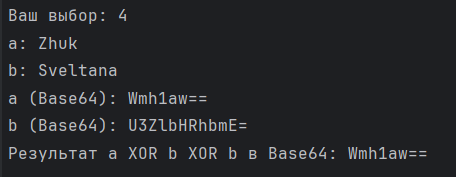 Ваш выбор: 4
a: Zhuk
b: Sveltana
a (Base64): Wmh1aw==
b (Base64): U3ZlbHRhbmE=
Результат a XOR b XOR b в Base64: Wmh1aw==